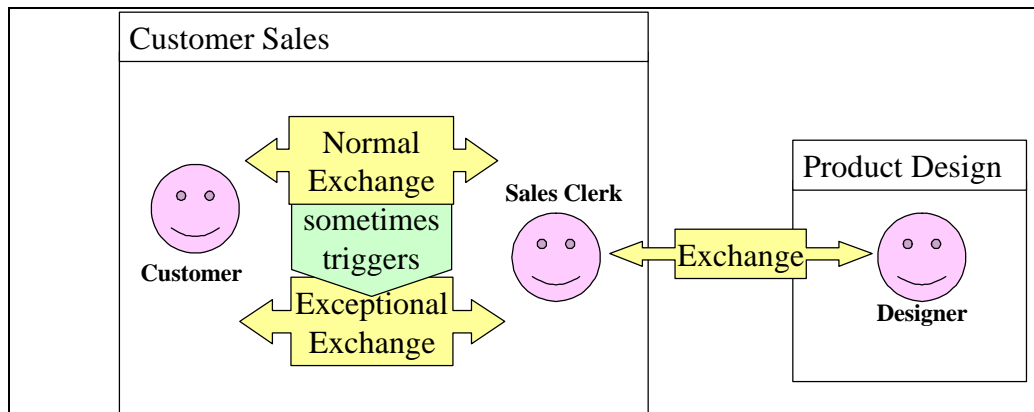 Customer Sales
Normal
Exchange
sometimes
triggers
Exceptional
Exchange
Customer
Sales Clerk
Exchange
Product Design
Designer